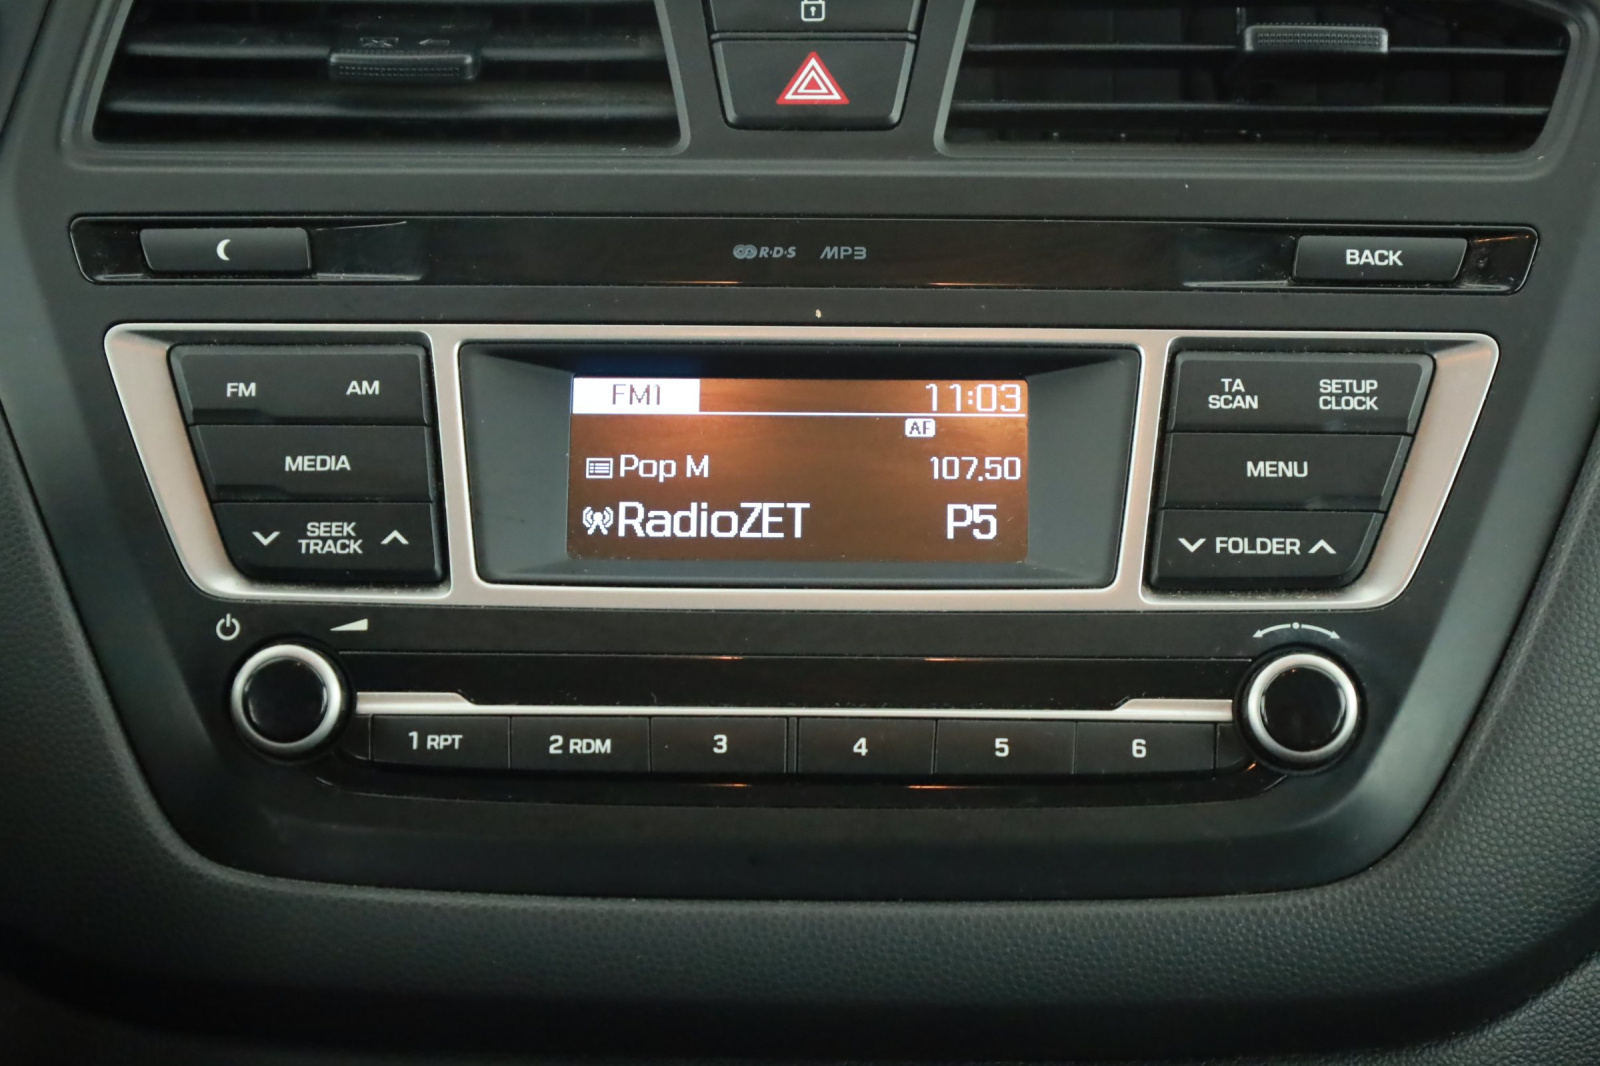 R·D·S MP3
BACK
FM AM
MEDIA
SEEK
TRACK
FM1 11:03
AF
Pop M 107.50
RadioZET P5
TA
SCAN
SETUP
CLOCK
MENU
FOLDER
1 RPT 2 RDM 3 4 5 6